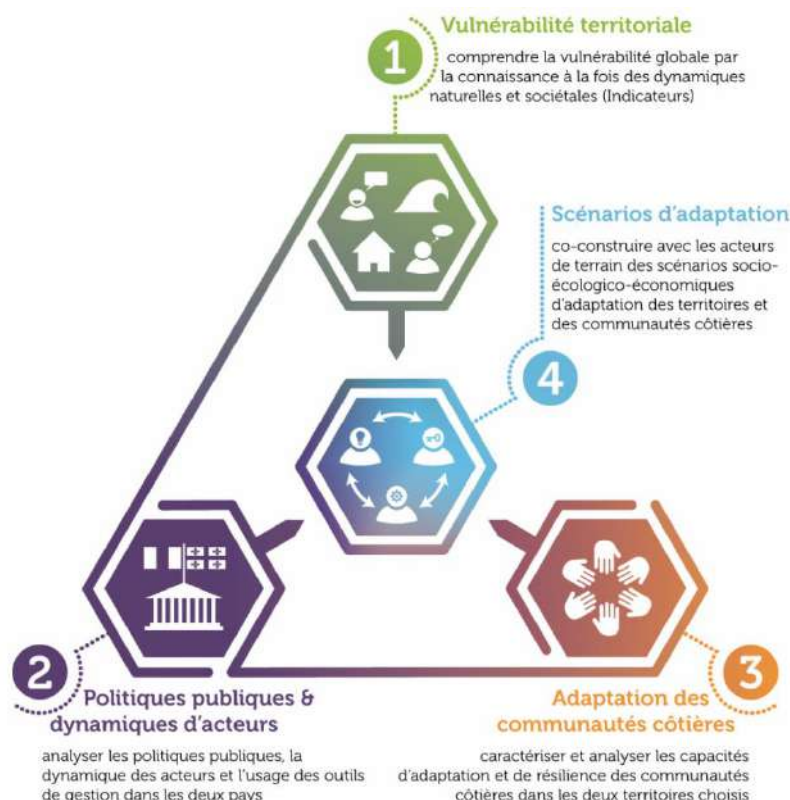 1
Vulnérabilité territoriale
comprendre la vulnérabilité globale par
la connaissance à la fois des dynamiques
naturelles et sociétales (Indicateurs)
Scénarios d'adaptation
co-construire avec les acteurs
de terrain des scénarios socio-
écologico-économiques
d'adaptation des territoires et
des communautés côtières
4
2
Politiques publiques &
dynamiques d'acteurs
analyser les politiques publiques, la
dynamique des acteurs et l'usage des outils
de gestion dans les deux pays
3
Adaptation des
communautés côtières
caractériser et analyser les capacités
d'adaptation et de résilience des communautés
côtières dans les deux territoires choisis